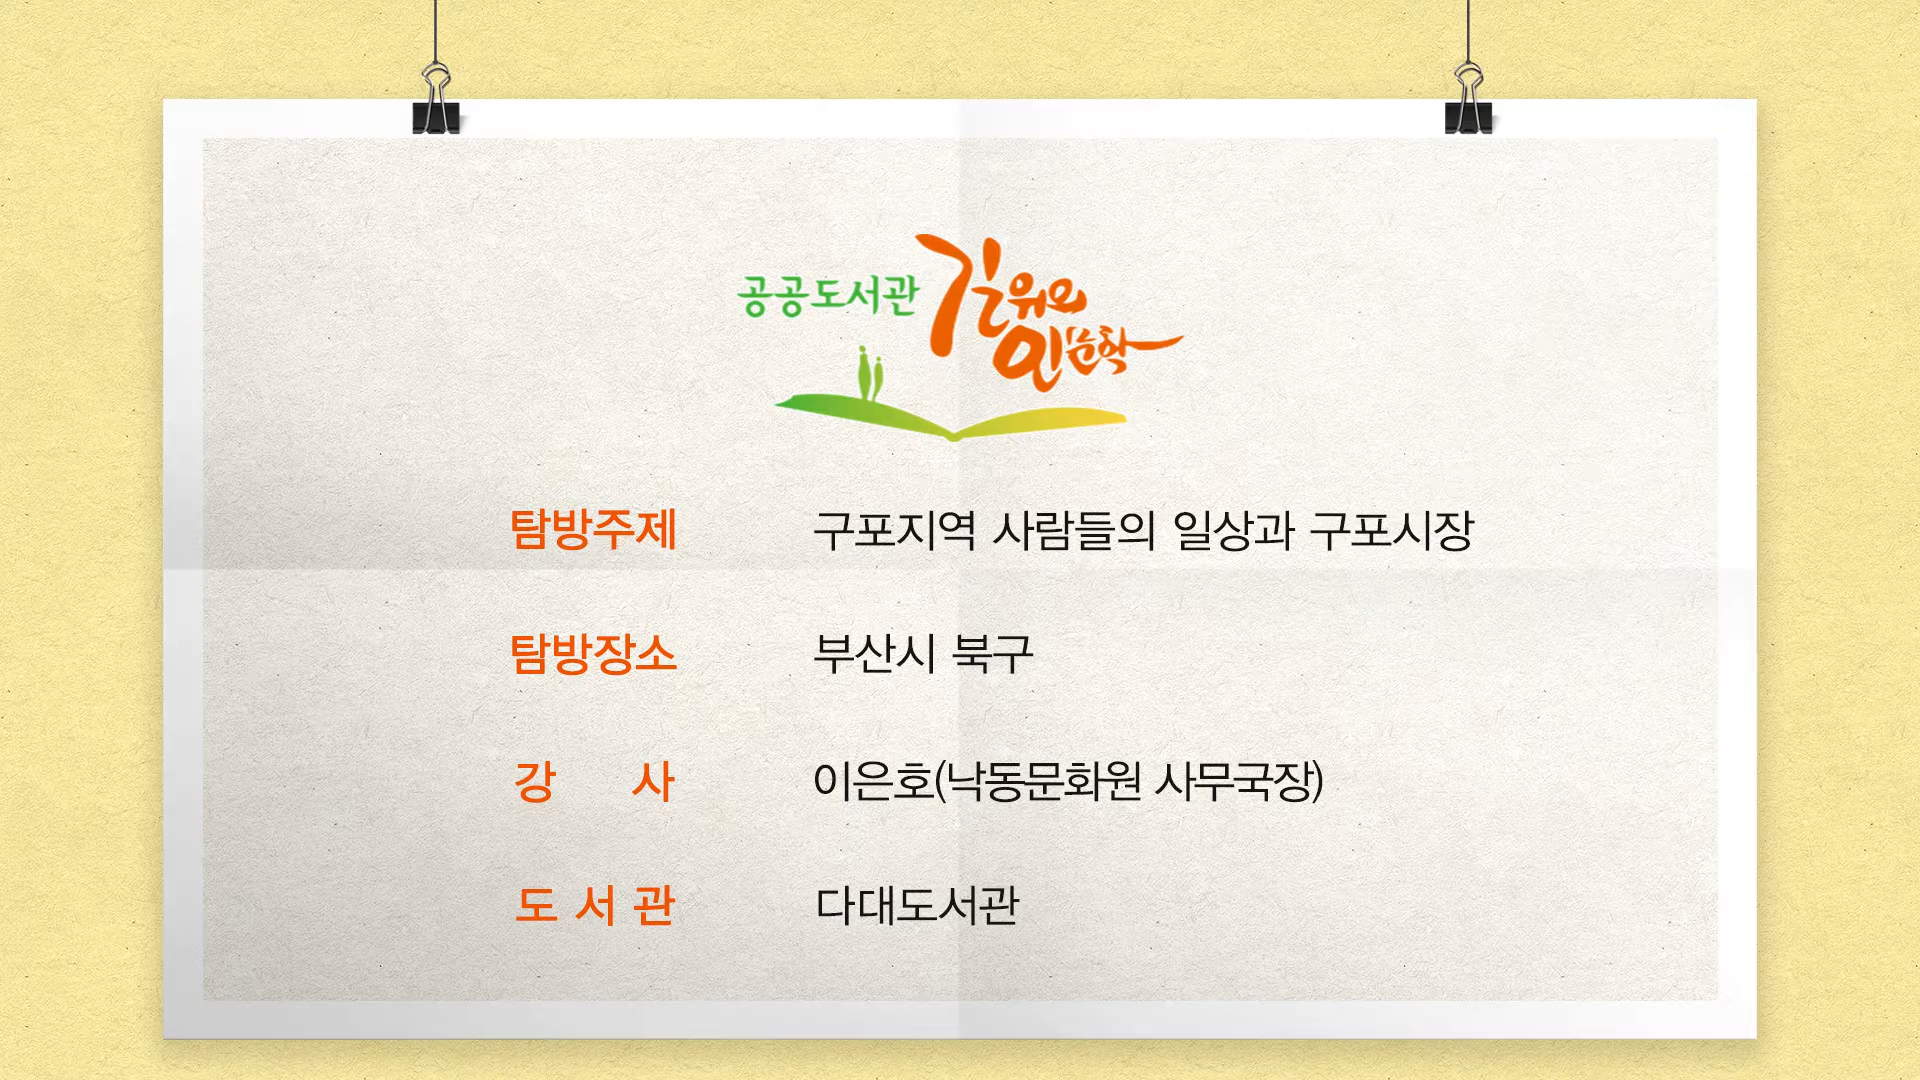 공공도서관 길 위의
인문학
탐방주제 구포지역 사람들의 일상과 구포시장
탐방장소 부산시 북구
강 사 이은호(낙동문화원 사무국장)
도 서 관 다대도서관